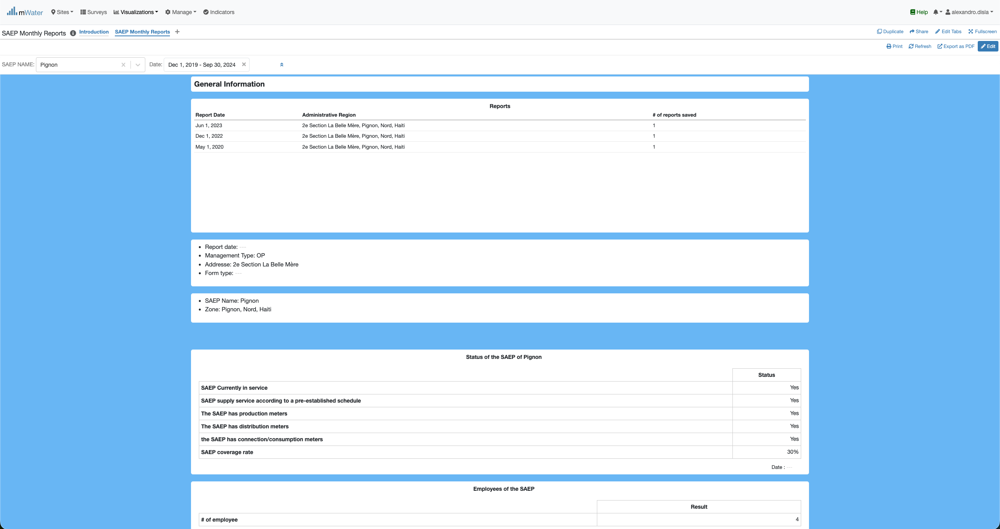 mWater Sites Surveys Visualizations Manage Indicators Help alexandro.disla
SAEP Monthly Reports Introduction SAEP Monthly Reports Duplicate Share Edit Tabs Fullscreen
Print Refresh Export as PDF Edit
SAEP NAME: Pignon Date: Dec 1, 2019 - Sep 30, 2024
General Information
Reports
Report Date Administrative Region # of reports saved
Jun 1, 2023 2e Section La Belle Mère, Pignon, Nord, Haiti 1
Dec 1, 2022 2e Section La Belle Mère, Pignon, Nord, Haiti 1
May 1, 2020 2e Section La Belle Mère, Pignon, Nord, Haiti 1
• Report date: ---
• Management Type: OP
• Addresse: 2e Section La Belle Mère
• Form type: ---
• SAEP Name: Pignon
• Zone: Pignon, Nord, Haiti
Status of the SAEP of Pignon
Status
SAEP Currently in service Yes
SAEP supply service according to a pre-established schedule Yes
The SAEP has production meters Yes
The SAEP has distribution meters Yes
the SAEP has connection/consumption meters Yes
SAEP coverage rate 30%
Date : ---
Employees of the SAEP
Result
# of employee 4